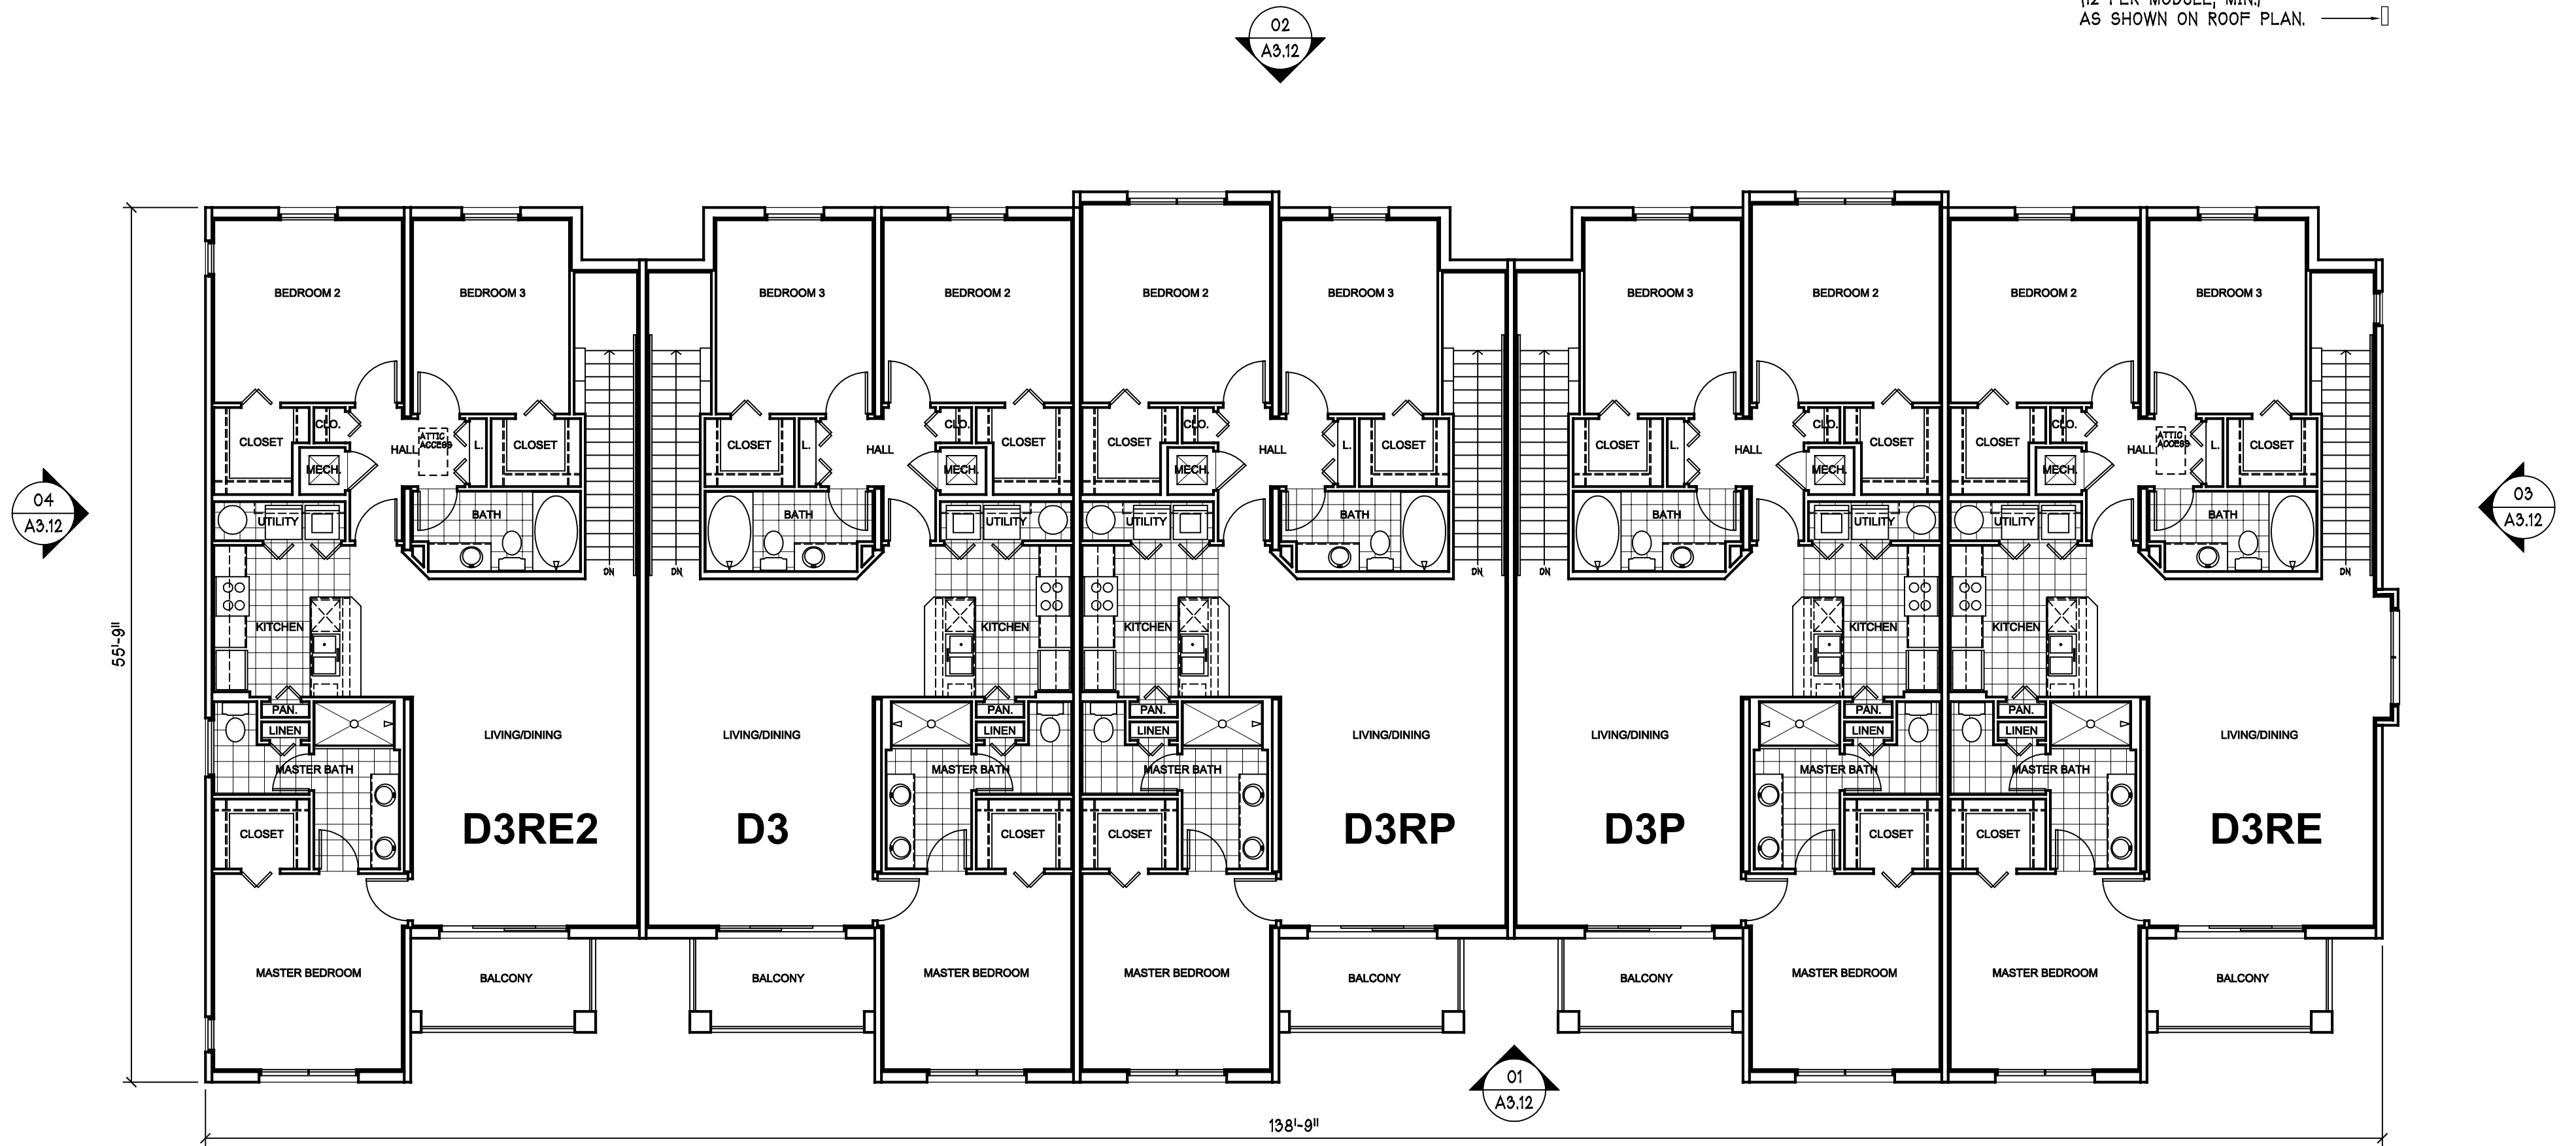 (12 PER MODULE, MIN.)
AS SHOWN ON ROOF PLAN.
02
A3.12
BEDROOM 2
BEDROOM 3
BEDROOM 3
BEDROOM 2
BEDROOM 2
BEDROOM 3
BEDROOM 3
BEDROOM 2
BEDROOM 2
BEDROOM 3
CLOSET
CLO.
HALL
ATTIC
ACCESS
L.
CLOSET
MECH.
CLOSET
L.
HALL
CLO.
CLOSET
MECH.
CLOSET
CLO.
HALL
L.
CLOSET
MECH.
CLOSET
L.
HALL
CLO.
CLOSET
MECH.
CLOSET
CLO.
HALL
ATTIC
ACCESS
L.
CLOSET
MECH.
04
A3.12
03
A3.12
UTILITY
BATH
DN
DN
BATH
UTILITY
UTILITY
BATH
DN
DN
BATH
UTILITY
UTILITY
BATH
DN
55'-9"
KITCHEN
KITCHEN
KITCHEN
KITCHEN
KITCHEN
PAN.
LINEN
PAN.
LINEN
PAN.
LINEN
PAN.
LINEN
PAN.
LINEN
LIVING/DINING
LIVING/DINING
LIVING/DINING
LIVING/DINING
LIVING/DINING
MASTER BATH
MASTER BATH
MASTER BATH
MASTER BATH
MASTER BATH
CLOSET
D3RE2
D3
CLOSET
CLOSET
D3RP
D3P
CLOSET
CLOSET
D3RE
MASTER BEDROOM
BALCONY
BALCONY
MASTER BEDROOM
MASTER BEDROOM
BALCONY
BALCONY
MASTER BEDROOM
MASTER BEDROOM
BALCONY
01
A3.12
138'-9"